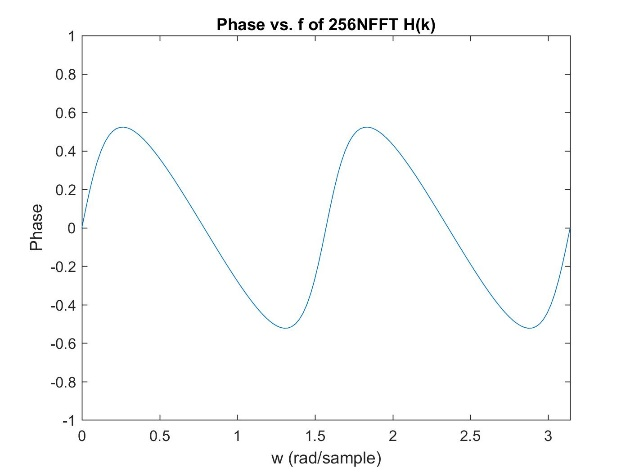 Phase vs. f of 256NFFT H(k)
1
0.8
0.6
0.4
0.2
0
-0.2
-0.4
-0.6
-0.8
-1
Phase
0 0.5 1 1.5 2 2.5 3
w (rad/sample)